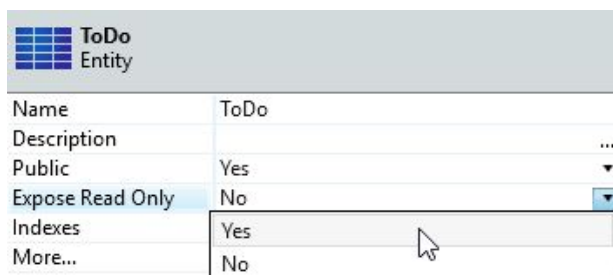 ToDo
Entity
Name ToDo
Description ...
Public Yes
Expose Read Only No
Indexes Yes
More... No